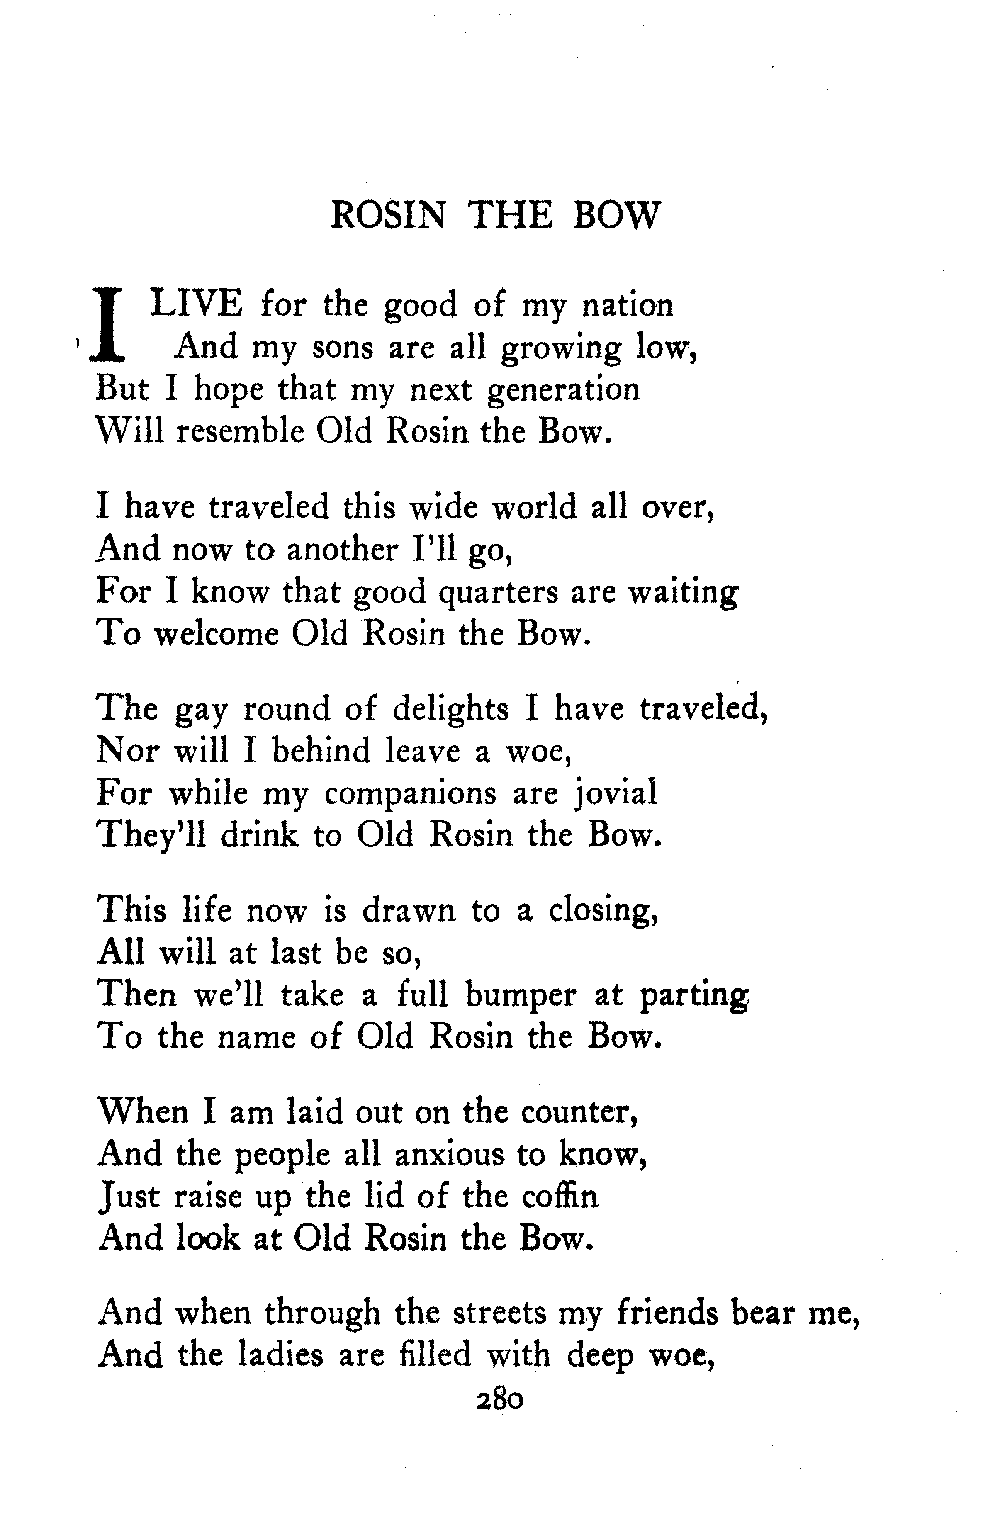 ROSIN THE BOW
I LIVE for the good of my nation
And my sons are all growing low,
But I hope that my next generation
Will resemble Old Rosin the Bow.
I have traveled this wide world all over,
And now to another I'll go,
For I know that good quarters are waiting
To welcome Old Rosin the Bow.
The gay round of delights I have traveled,
Nor will I behind leave a woe,
For while my companions are jovial
They'll drink to Old Rosin the Bow.
This life now is drawn to a closing,
All will at last be so,
Then we'll take a full bumper at parting
To the name of Old Rosin the Bow.
When I am laid out on the counter,
And the people all anxious to know,
Just raise up the lid of the coffin
And look at Old Rosin the Bow.
And when through the streets my friends bear me,
And the ladies are filled with deep woe,
280